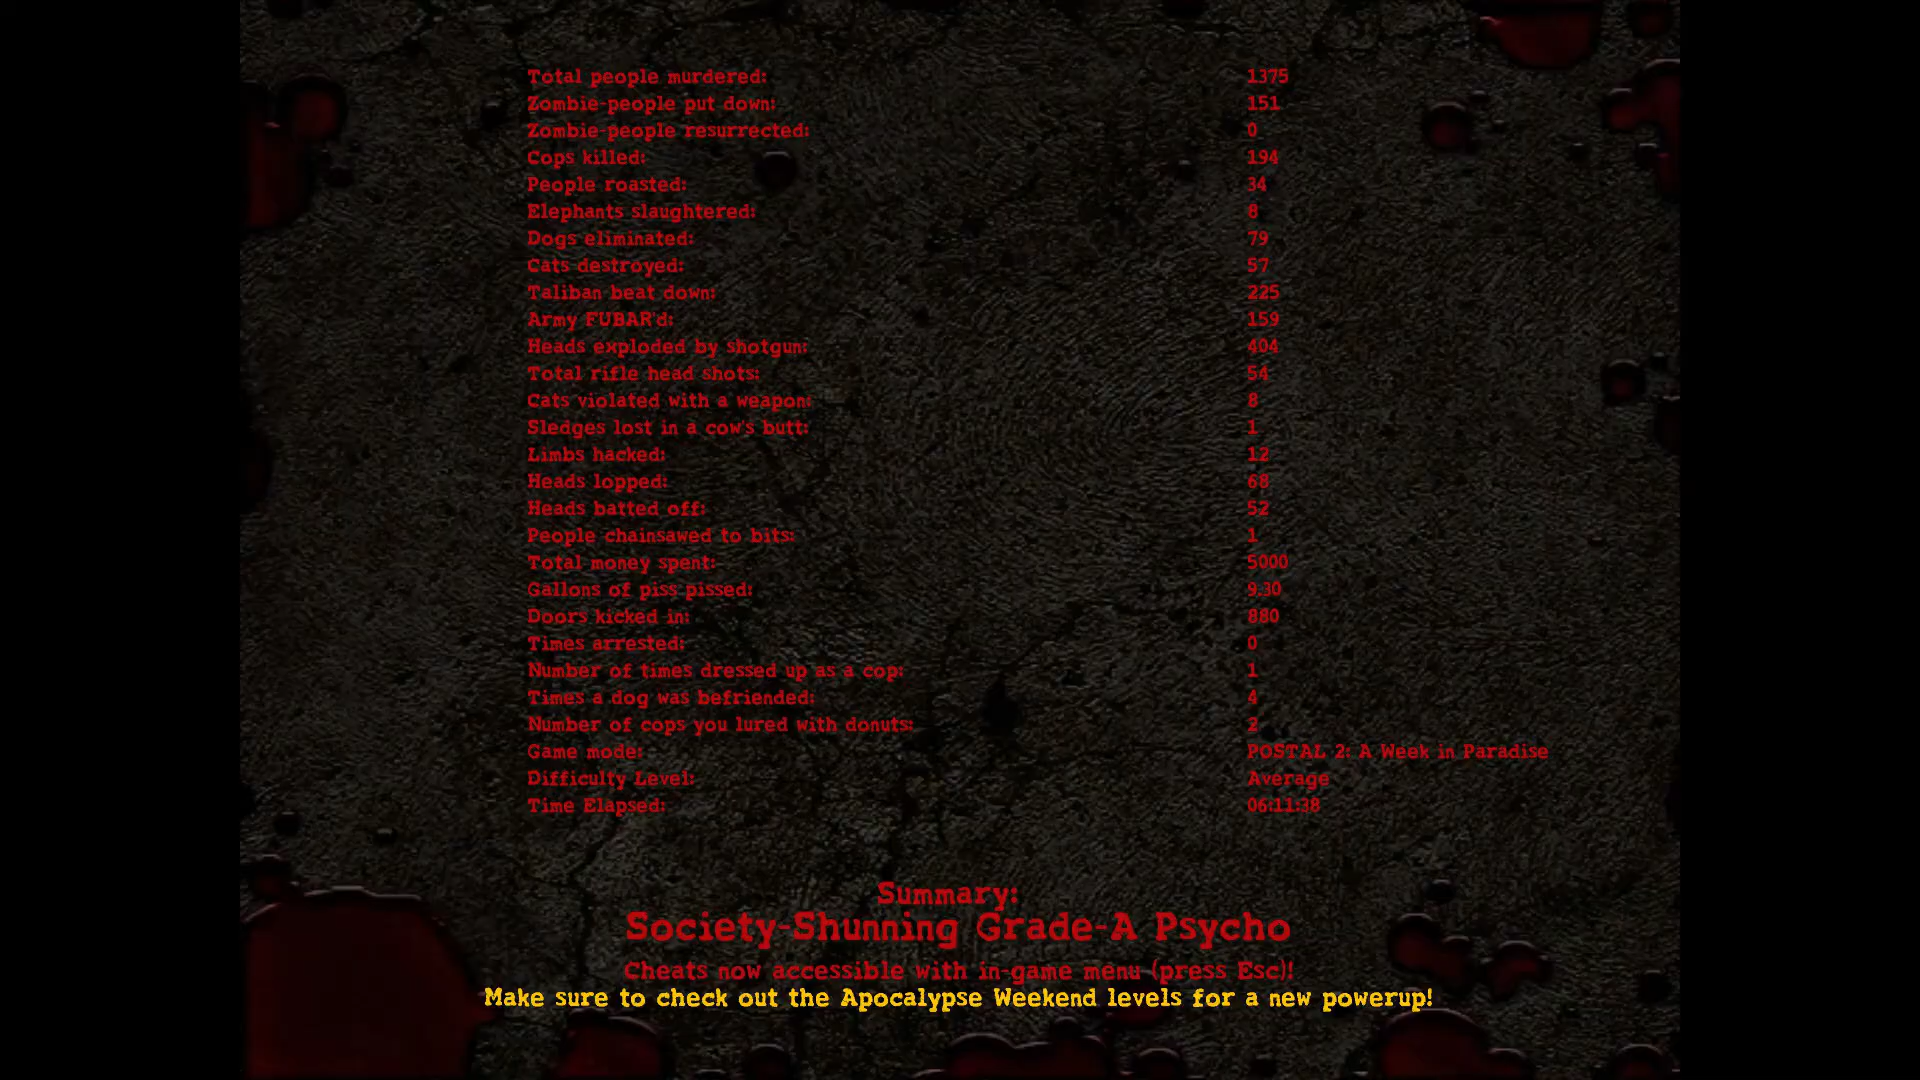 Total people murdered: 1375
Zombie-people put down: 151
Zombie-people resurrected: 0
Cops killed: 194
People roasted: 34
Elephants slaughtered: 8
Dogs eliminated: 79
Cats destroyed: 57
Taliban beat down: 225
Army FUBAR'd: 159
Heads exploded by shotgun: 404
Total rifle head shots: 54
Cats violated with a weapon: 8
Sledges lost in a cow's butt: 1
Limbs hacked: 12
Heads lopped: 68
Heads batted off: 52
People chainsawed to bits: 1
Total money spent: 5000
Gallons of piss pissed: 9.30
Doors kicked in: 880
Times arrested: 0
Number of times dressed up as a cop: 1
Times a dog was befriended: 4
Number of cops you lured with donuts: 2
Game mode: POSTAL 2: A Week in Paradise
Difficulty Level: Average
Time Elapsed: 06:11:38
Summary:
Society-Shunning Grade-A Psycho
Cheats now accessible with in-game menu (press Esc)!
Make sure to check out the Apocalypse Weekend levels for a new powerup!